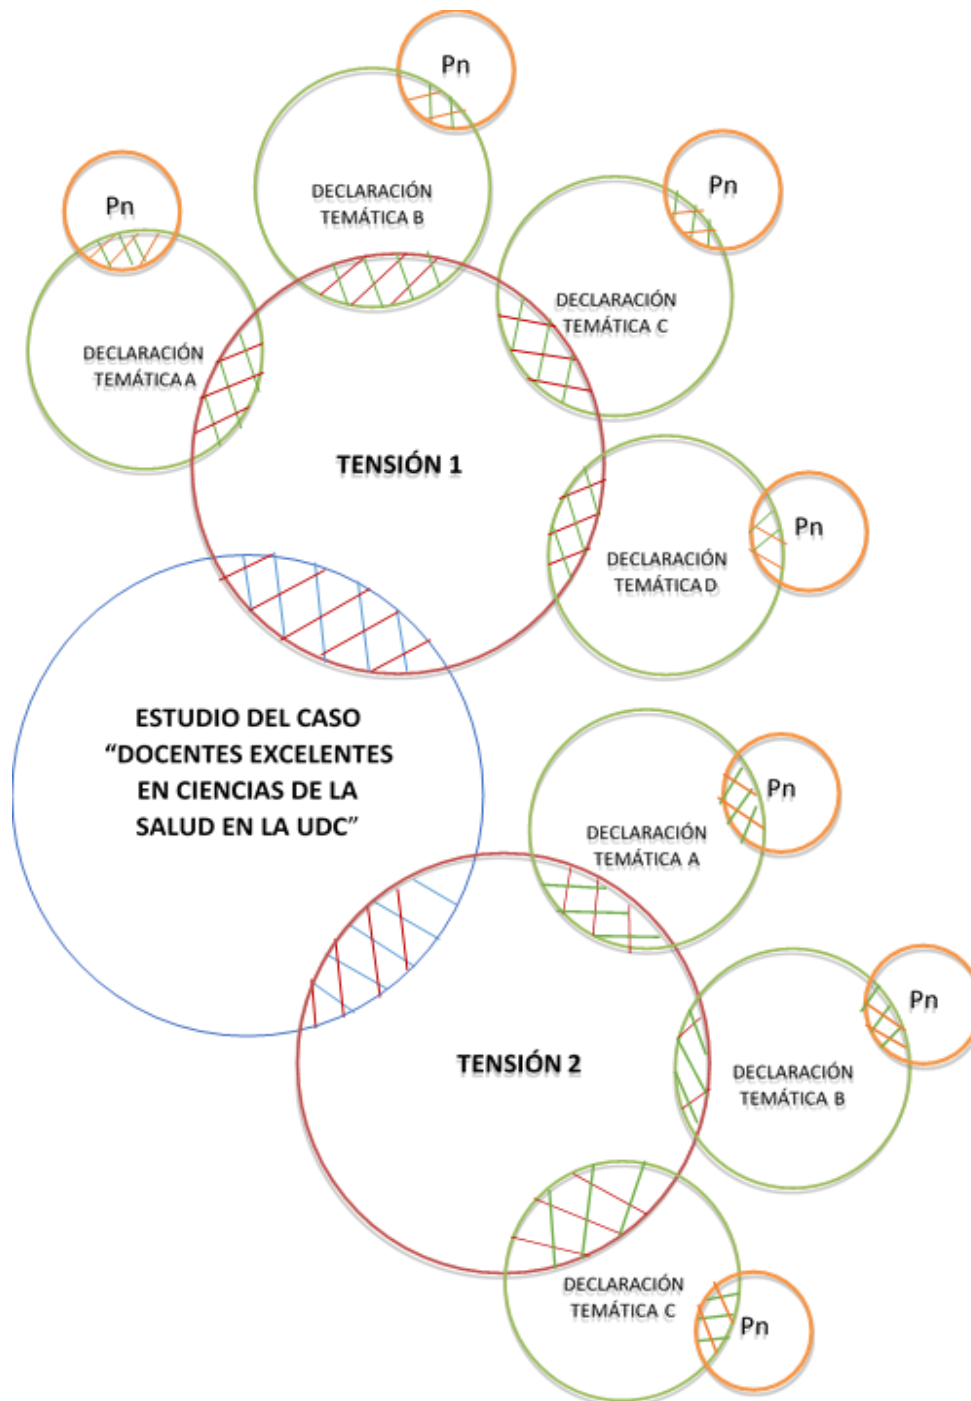 Pn
DECLARACIÓN
TEMÁTICA B
Pn
Pn
DECLARACIÓN
TEMÁTICA A
DECLARACIÓN
TEMÁTICA C
TENSIÓN 1
Pn
DECLARACIÓN
TEMÁTICA D
ESTUDIO DEL CASO
“DOCENTES EXCELENTES
EN CIENCIAS DE LA
SALUD EN LA UDC”
Pn
DECLARACIÓN
TEMÁTICA A
Pn
TENSIÓN 2
DECLARACIÓN
TEMÁTICA B
DECLARACIÓN
TEMÁTICA C
Pn